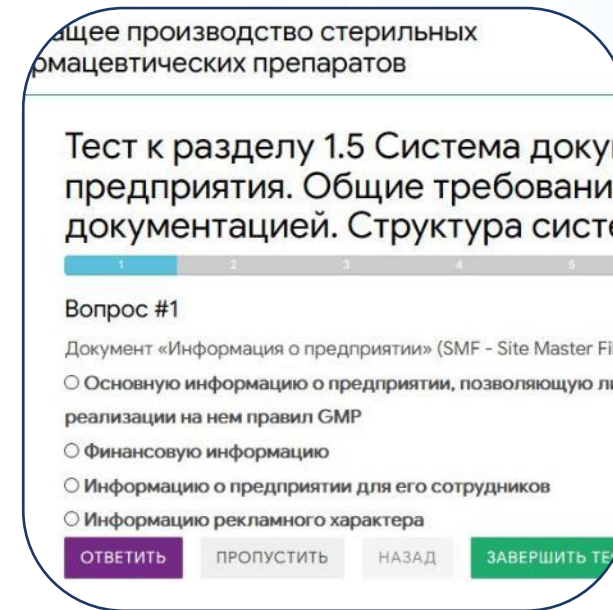 ащее производство стерильных
рмацевтических препаратов
Тест к разделу 1.5 Система доку
предприятия. Общие требовани
документацией. Структура систе
1 2 3 4 5
Вопрос #1
Документ «Информация о предприятии» (SMF - Site Master Fi
Основную информацию о предприятии, позволяющую ли
реализации на нем правил GMP
Финансовую информацию
Информацию о предприятии для его сотрудников
Информацию рекламного характера
ОТВЕТИТЬ ПРОПУСТИТЬ НАЗАД ЗАВЕРШИТЬ ТЕ